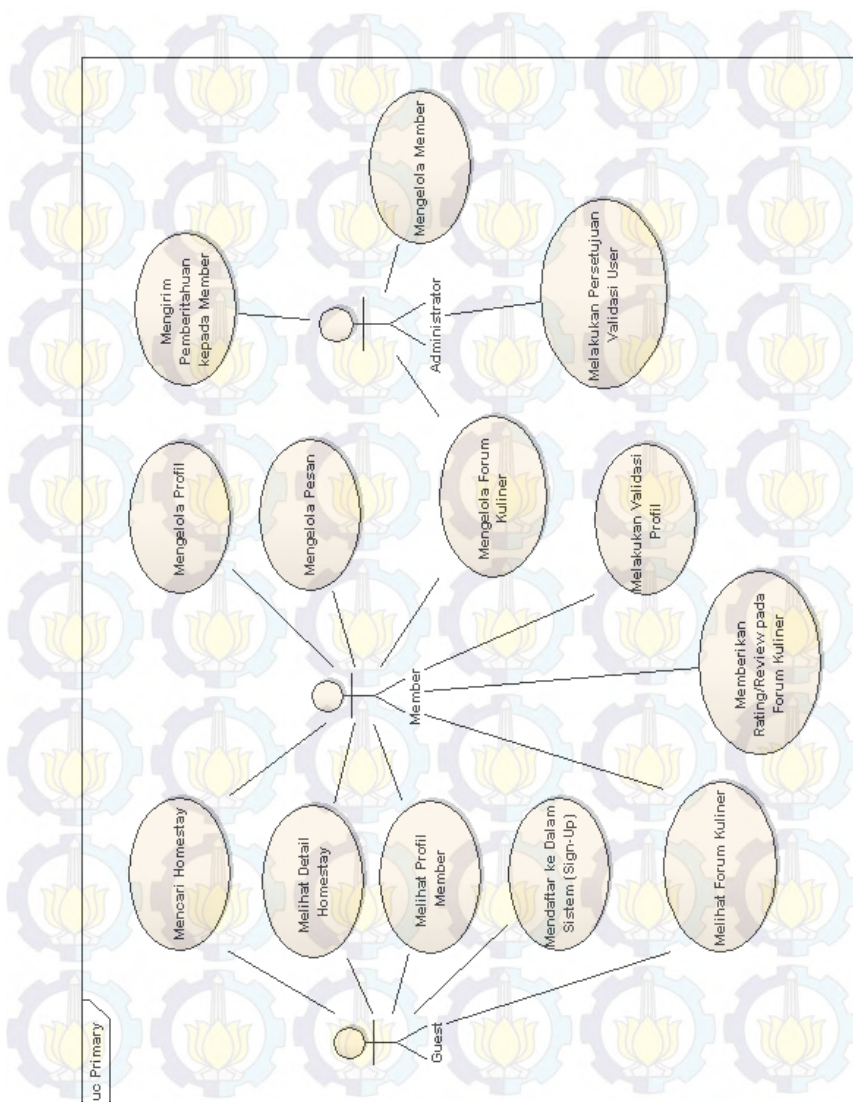 uc Primary
Mencari Homestay
Melihat Detail
Homestay
Melihat Profil
Member
Mendaftar ke Dalam
Sistem (Sign-Up)
Melihat Forum Kuliner
Guest
Mengelola Profil
Mengelola Pesan
Mengelola Forum
Kuliner
Melakukan Validasi
Profil
Memberikan
Rating/Review pada
Forum Kuliner
Member
Mengirim
Pemberitahuan
kepada Member
Mengelola Member
Administrator
Melakukan Persetujuan
Validasi User